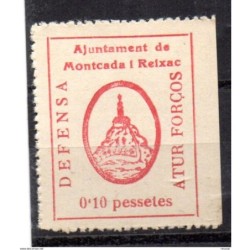 Ajuntament de
Montcada i Reixac
DEFENSA
ATUR FORÇOS
0'10 pessetes